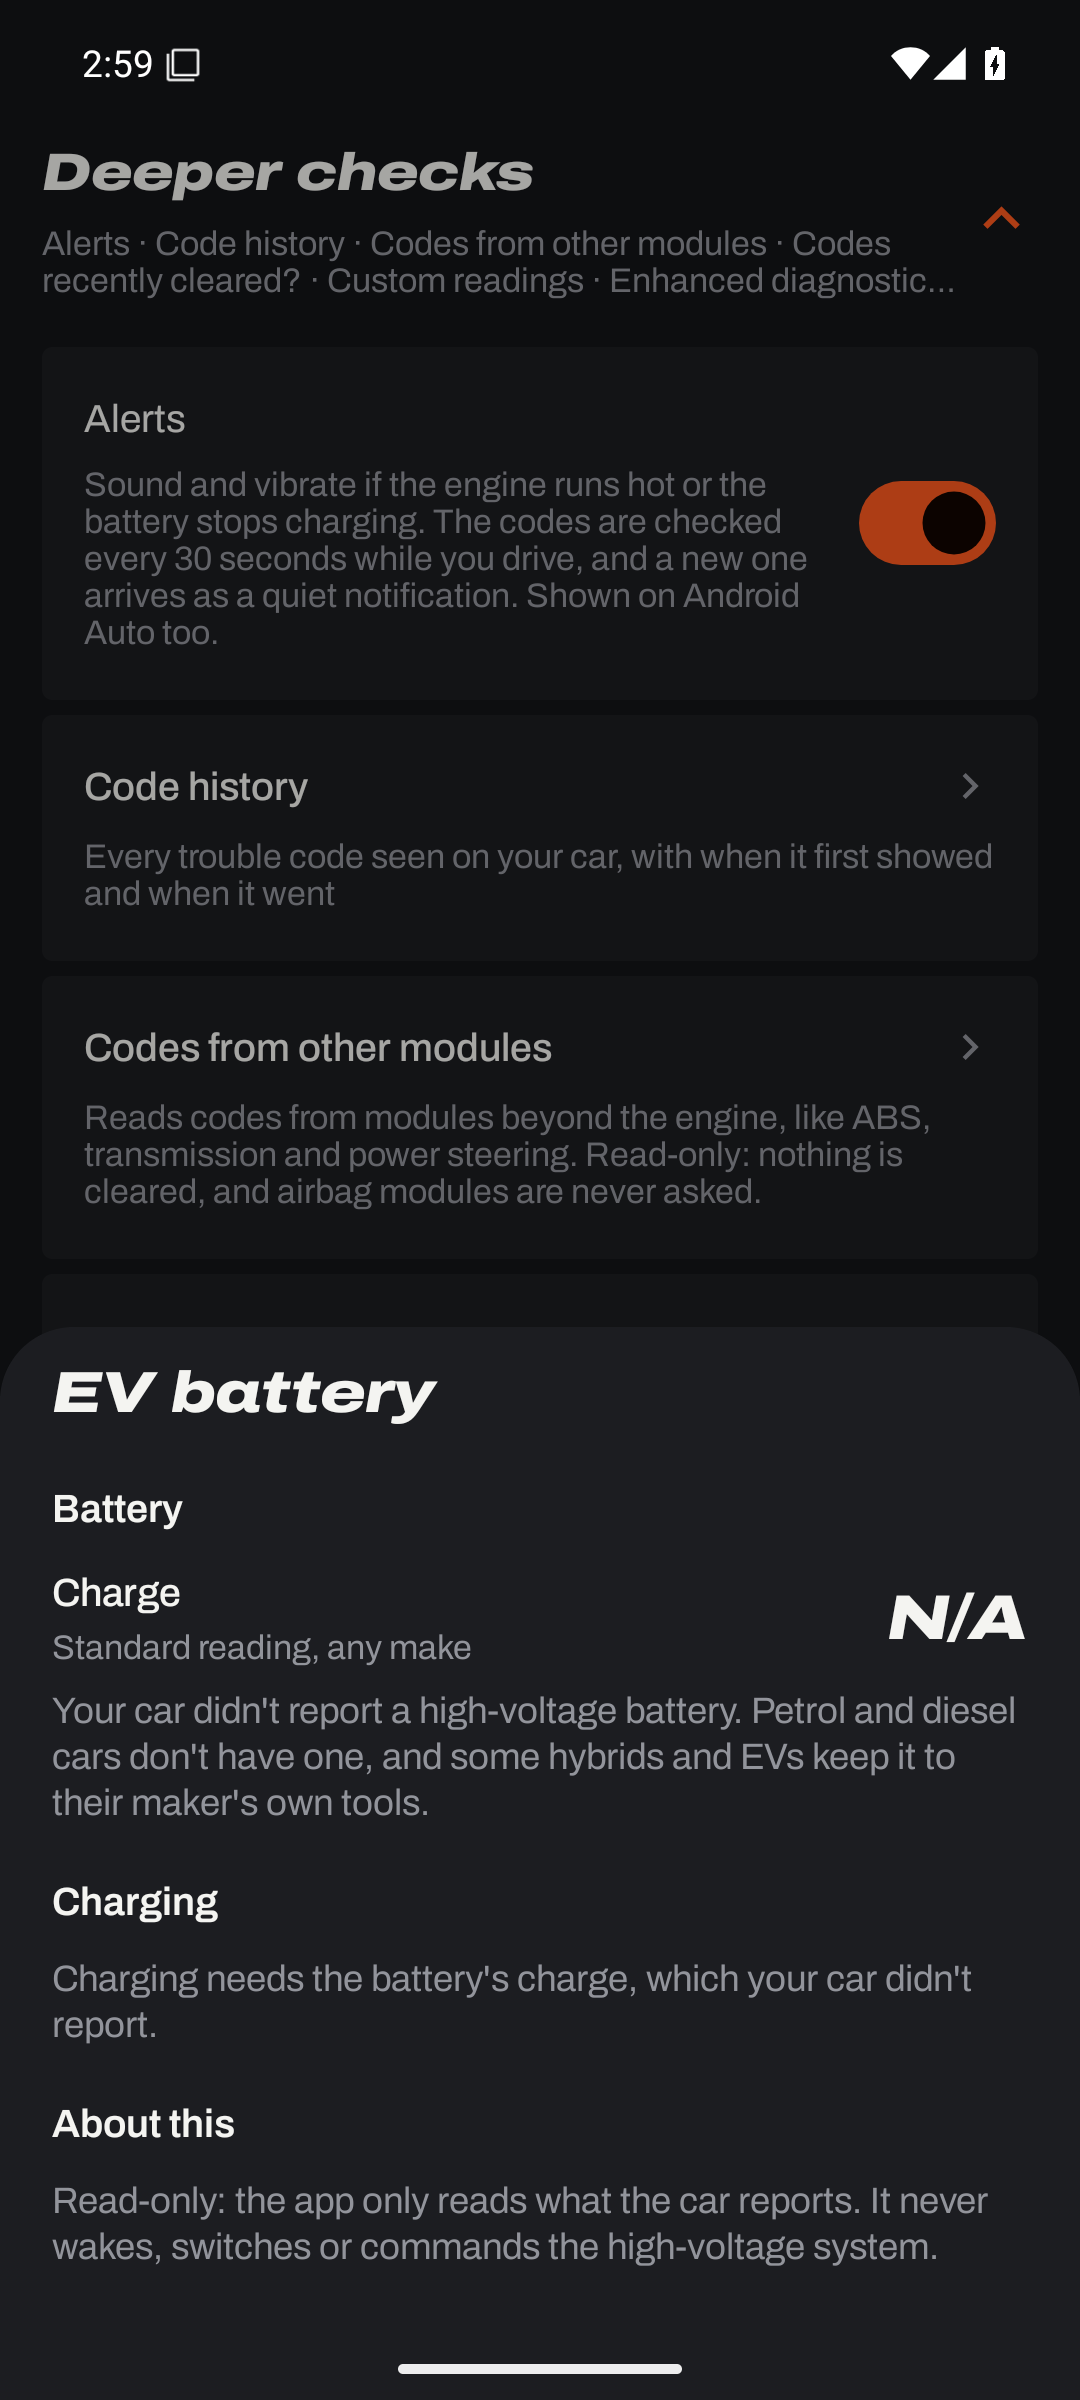 2:59
Deeper checks
Alerts · Code history · Codes from other modules · Codes
recently cleared? · Custom readings · Enhanced diagnostic...
Alerts
Sound and vibrate if the engine runs hot or the
battery stops charging. The codes are checked
every 30 seconds while you drive, and a new one
arrives as a quiet notification. Shown on Android
Auto too.
Code history
Every trouble code seen on your car, with when it first showed
and when it went
Codes from other modules
Reads codes from modules beyond the engine, like ABS,
transmission and power steering. Read-only: nothing is
cleared, and airbag modules are never asked.
EV battery
Battery
Charge
N/A
Standard reading, any make
Your car didn't report a high-voltage battery. Petrol and diesel
cars don't have one, and some hybrids and EVs keep it to
their maker's own tools.
Charging
Charging needs the battery's charge, which your car didn't
report.
About this
Read-only: the app only reads what the car reports. It never
wakes, switches or commands the high-voltage system.